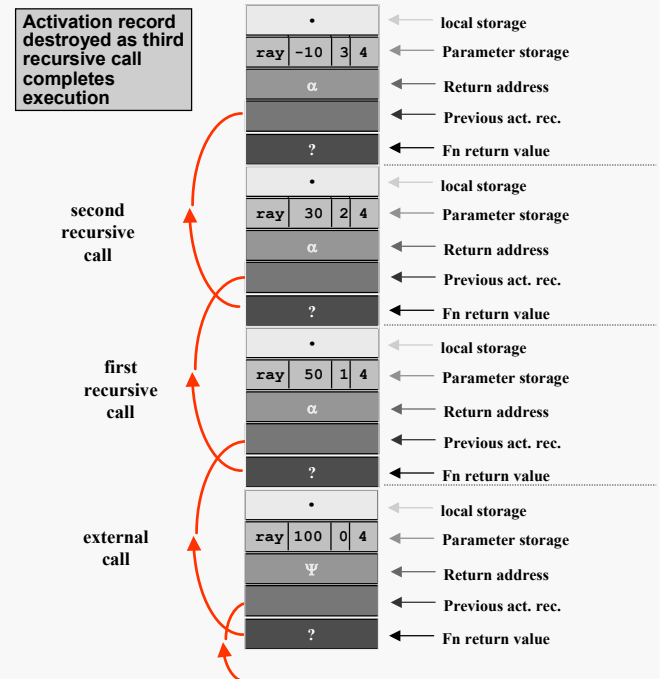 Activation record
destroyed as third
recursive call
completes
execution
•
local storage
ray -10 3 4
Parameter storage
α
Return address
Previous act. rec.
?
Fn return value
•
local storage
second
recursive
call
ray 30 2 4
Parameter storage
α
Return address
Previous act. rec.
?
Fn return value
•
local storage
first
recursive
call
ray 50 1 4
Parameter storage
α
Return address
Previous act. rec.
?
Fn return value
•
local storage
external
call
ray 100 0 4
Parameter storage
Ψ
Return address
Previous act. rec.
?
Fn return value